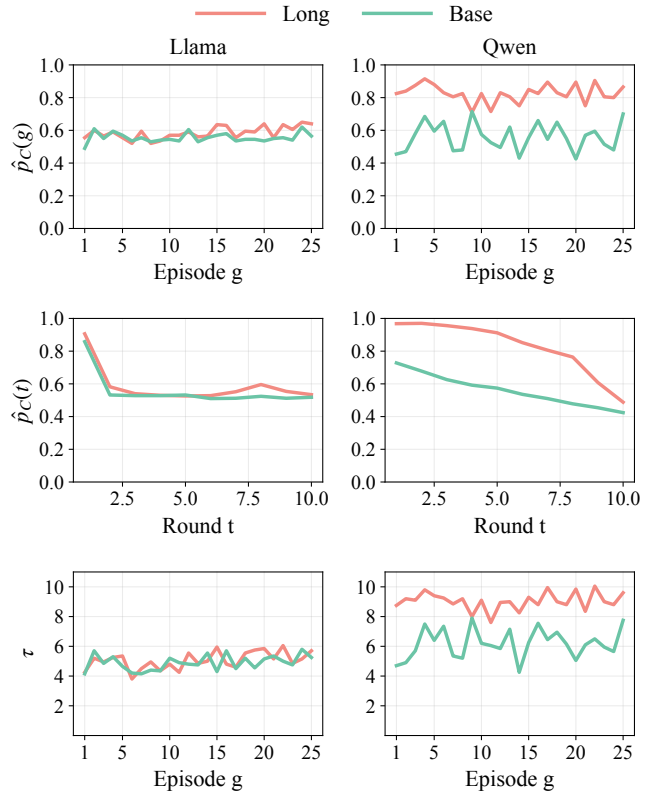 Long Base
Llama Qwen
1.0 1.0
0.8 0.8
0.6 0.6
0.4 0.4
0.2 0.2
0.0 0.0
p̂C(g)
1 5 10 15 20 25 1 5 10 15 20 25
Episode g Episode g
1.0 1.0
0.8 0.8
0.6 0.6
0.4 0.4
0.2 0.2
0.0 0.0
p̂C(t)
2.5 5.0 7.5 10.0 2.5 5.0 7.5 10.0
Round t Round t
10 10
8 8
6 6
4 4
2 2
τ
1 5 10 15 20 25 1 5 10 15 20 25
Episode g Episode g